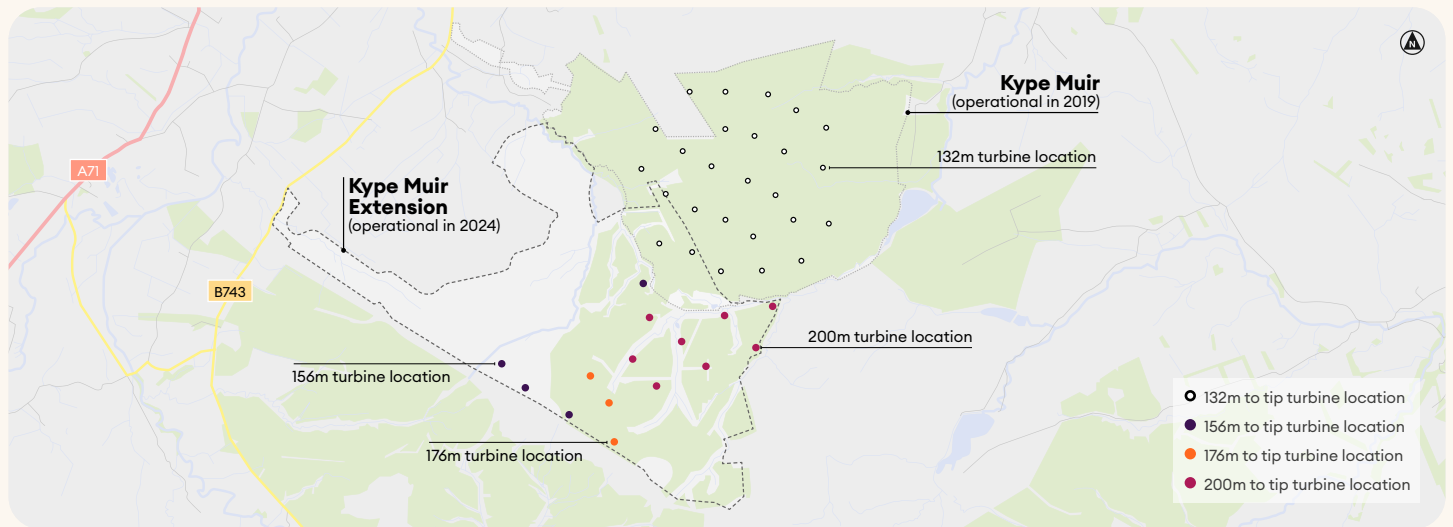 N
Kype Muir
(operational in 2019)
132m turbine location
A71
Kype Muir
Extension
(operational in 2024)
B743
200m turbine location
156m turbine location
176m turbine location
132m to tip turbine location
156m to tip turbine location
176m to tip turbine location
200m to tip turbine location